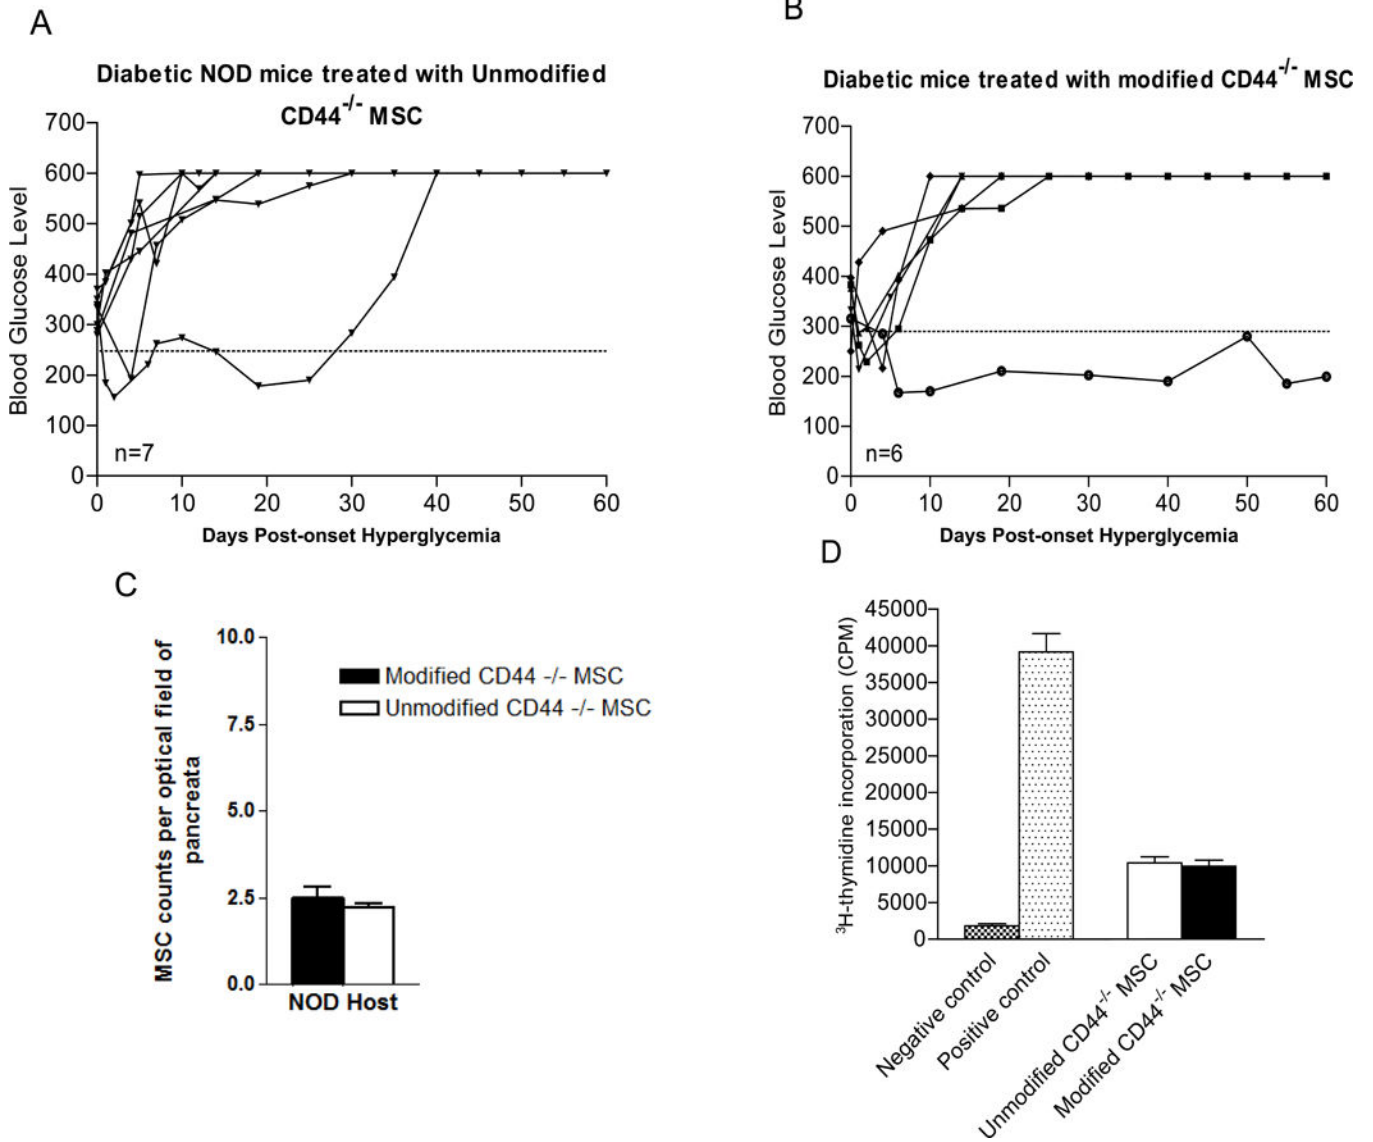 A
Diabetic NOD mice treated with Unmodified
CD44-/- MSC
Blood Glucose Level
700
600
500
400
300
200
100
0
n=7
0 10 20 30 40 50 60
Days Post-onset Hyperglycemia
B
Diabetic mice treated with modified CD44-/- MSC
Blood Glucose Level
700
600
500
400
300
200
100
0
n=6
0 10 20 30 40 50 60
Days Post-onset Hyperglycemia
C
MSC counts per optical field of
pancreata
10.0
7.5
5.0
2.5
0.0
Modified CD44 -/- MSC
Unmodified CD44 -/- MSC
NOD Host
D
3H-thymidine incorporation (CPM)
45000
40000
35000
30000
25000
20000
15000
10000
5000
0
Negative control
Positive control
Unmodified CD44-/- MSC
Modified CD44-/- MSC